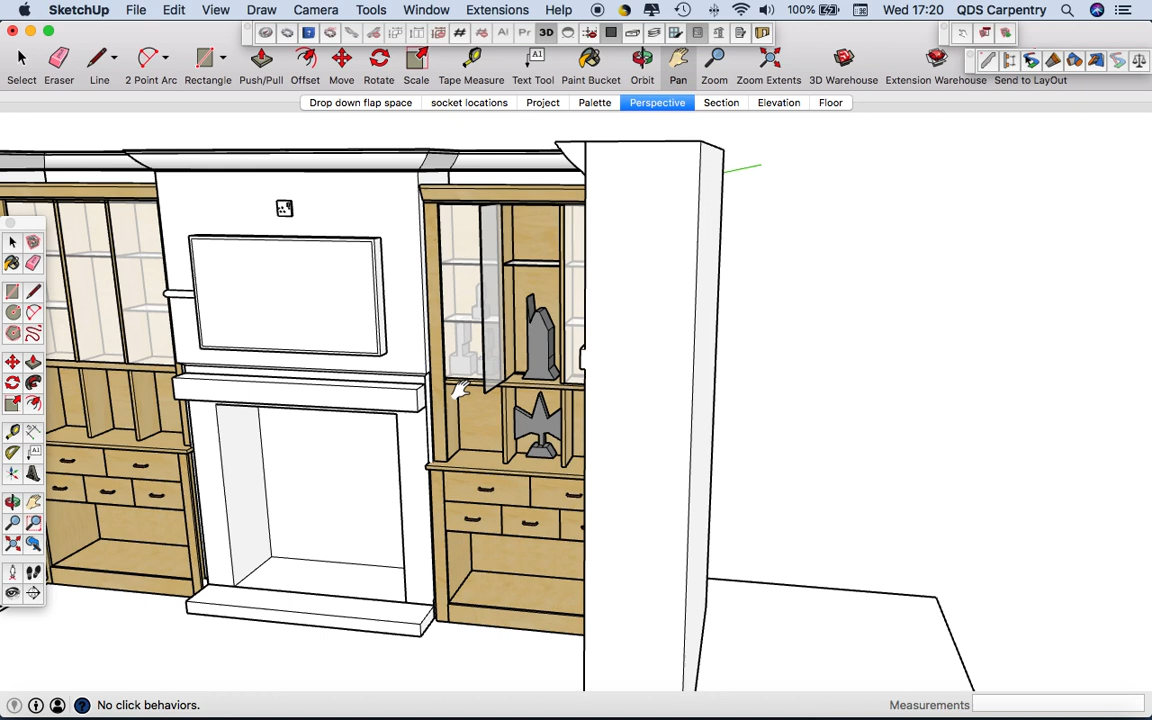 SketchUp File Edit View Draw Camera Tools Window Extensions Help 100% Wed 17:20 QDS Carpentry
3D AI Pr
Select Eraser Line 2 Point Arc Rectangle Push/Pull Offset Move Rotate Scale Tape Measure Text Tool Paint Bucket Orbit Pan Zoom Zoom Extents 3D Warehouse Extension Warehouse Send to LayOut
Drop down flap space socket locations Project Palette Perspective Section Elevation Floor
No click behaviors. Measurements